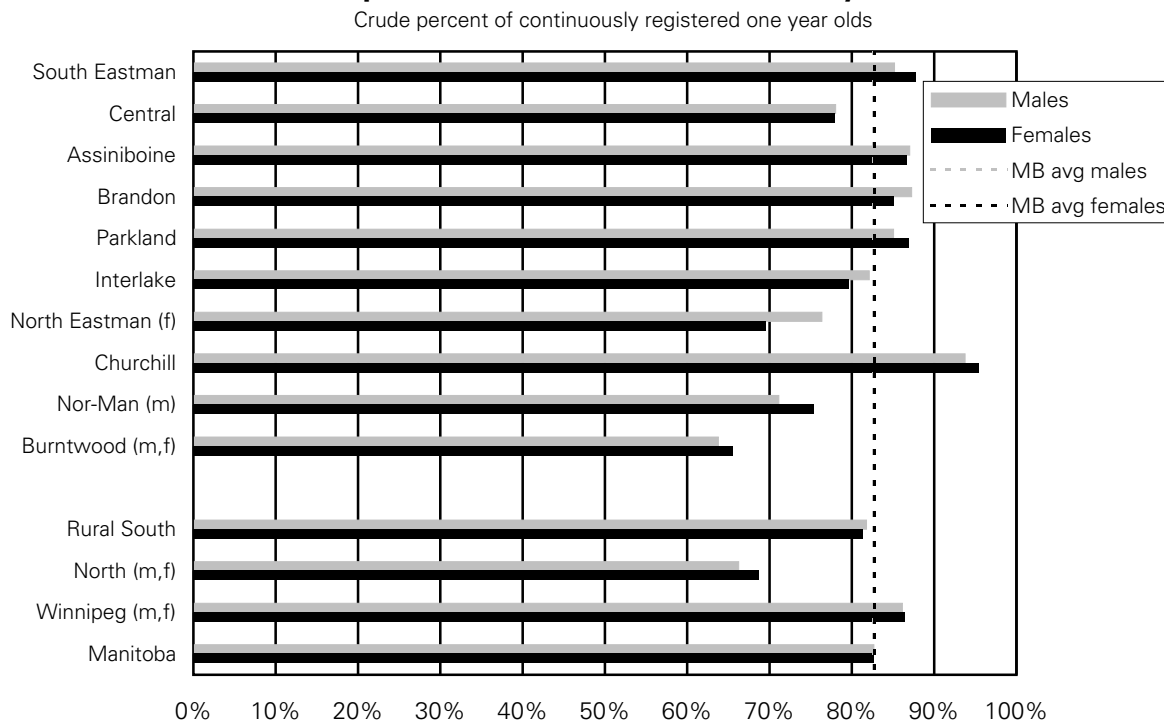 Crude percent of continuously registered one year olds
South Eastman
Central
Assiniboine
Brandon
Parkland
Interlake
North Eastman (f)
Churchill
Nor-Man (m)
Burntwood (m,f)
Rural South
North (m,f)
Winnipeg (m,f)
Manitoba
0% 10% 20% 30% 40% 50% 60% 70% 80% 90% 100%
Males
Females
MB avg males
MB avg females